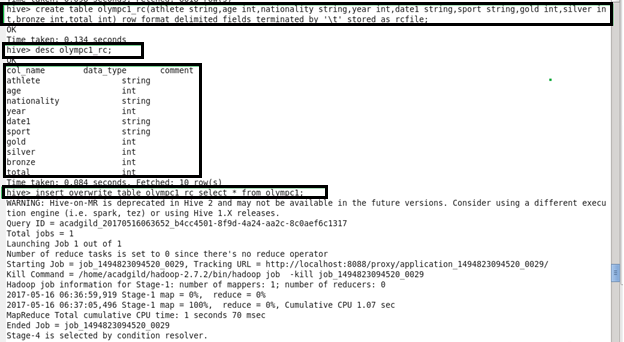 hive> create table olympc1_rc(athlete string,age int,nationality string,year int,date1 string,sport string,gold int,silver in
t,bronze int,total int) row format delimited fields terminated by '\t' stored as rcfile;
OK
Time taken: 0.134 seconds
hive> desc olympc1_rc;
OK
col_name data_type comment
athlete string
age int
nationality string
year int
date1 string
sport string
gold int
silver int
bronze int
total int
Time taken: 0.084 seconds, Fetched: 10 row(s)
hive> insert overwrite table olympc1_rc select * from olympc1;
WARNING: Hive-on-MR is deprecated in Hive 2 and may not be available in the future versions. Consider using a different execu
tion engine (i.e. spark, tez) or using Hive 1.X releases.
Query ID = acadgild_20170516063652_b4cc4501-8f9d-4a24-aa2c-8c0aef6c1317
Total jobs = 1
Launching Job 1 out of 1
Number of reduce tasks is set to 0 since there's no reduce operator
Starting Job = job_1494823094520_0029, Tracking URL = http://localhost:8088/proxy/application_1494823094520_0029/
Kill Command = /home/acadgild/hadoop-2.7.2/bin/hadoop job  -kill job_1494823094520_0029
Hadoop job information for Stage-1: number of mappers: 1; number of reducers: 0
2017-05-16 06:36:59,919 Stage-1 map = 0%,  reduce = 0%
2017-05-16 06:37:05,496 Stage-1 map = 100%,  reduce = 0%, Cumulative CPU 1.07 sec
MapReduce Total cumulative CPU time: 1 seconds 70 msec
Ended Job = job_1494823094520_0029
Stage-4 is selected by condition resolver.